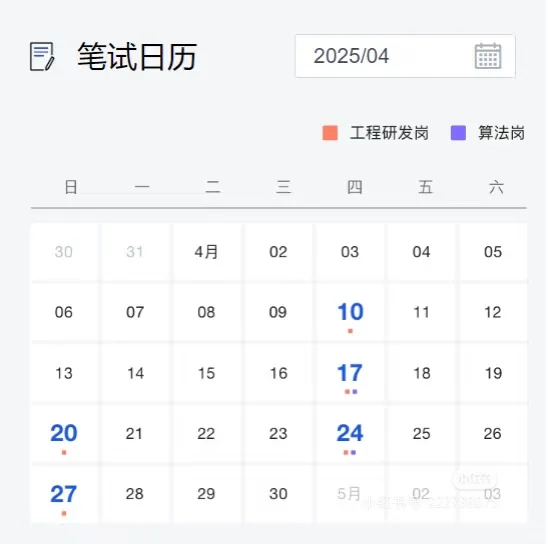 笔试日历 2025/04
工程研发岗 算法岗
日 一 二 三 四 五 六
30 31 4月 02 03 04 05
06 07 08 09 10 11 12
13 14 15 16 17 18 19
20 21 22 23 24 25 26
27 28 29 30 5月 02 03
小红书